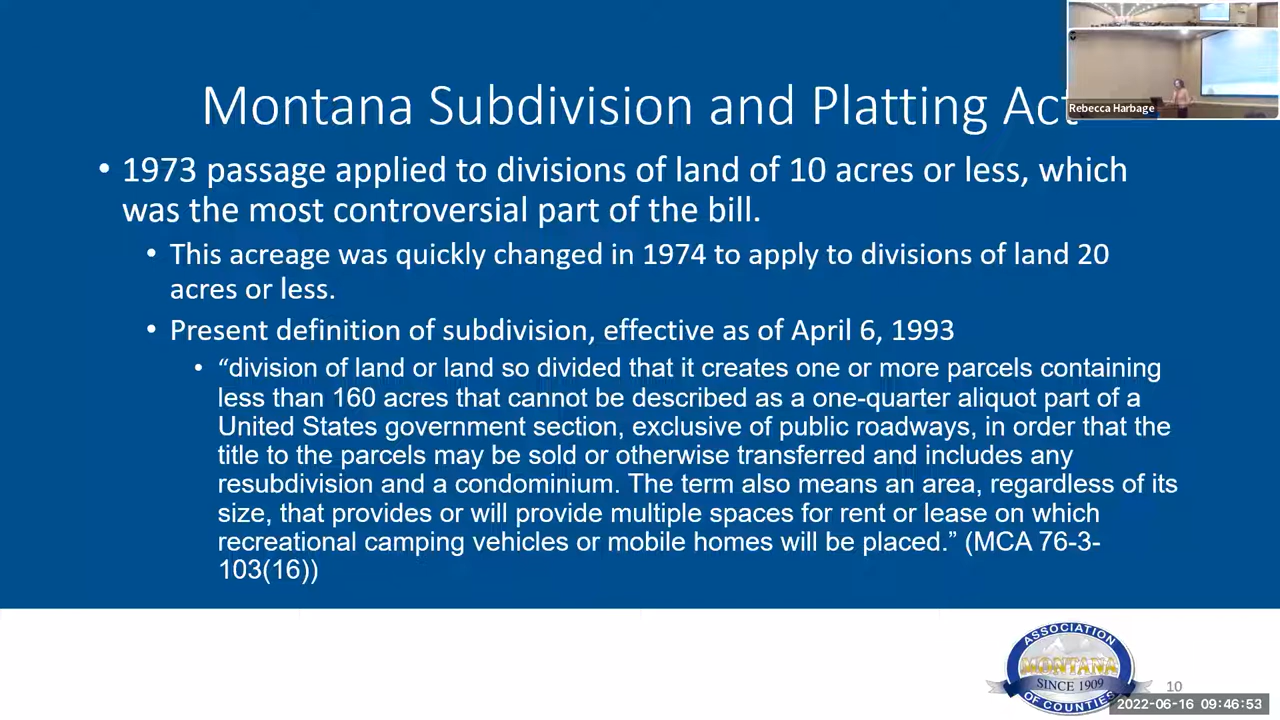 Montana Subdivision and Platting Act
Rebecca Harbage
• 1973 passage applied to divisions of land of 10 acres or less, which
was the most controversial part of the bill.
• This acreage was quickly changed in 1974 to apply to divisions of land 20
acres or less.
• Present definition of subdivision, effective as of April 6, 1993
• “division of land or land so divided that it creates one or more parcels containing
less than 160 acres that cannot be described as a one-quarter aliquot part of a
United States government section, exclusive of public roadways, in order that the
title to the parcels may be sold or otherwise transferred and includes any
resubdivision and a condominium. The term also means an area, regardless of its
size, that provides or will provide multiple spaces for rent or lease on which
recreational camping vehicles or mobile homes will be placed.” (MCA 76-3-
103(16))
ASSOCIATION
MONTANA
SINCE 1909
OF COUNTIES
10
2022-06-16 09:46:53